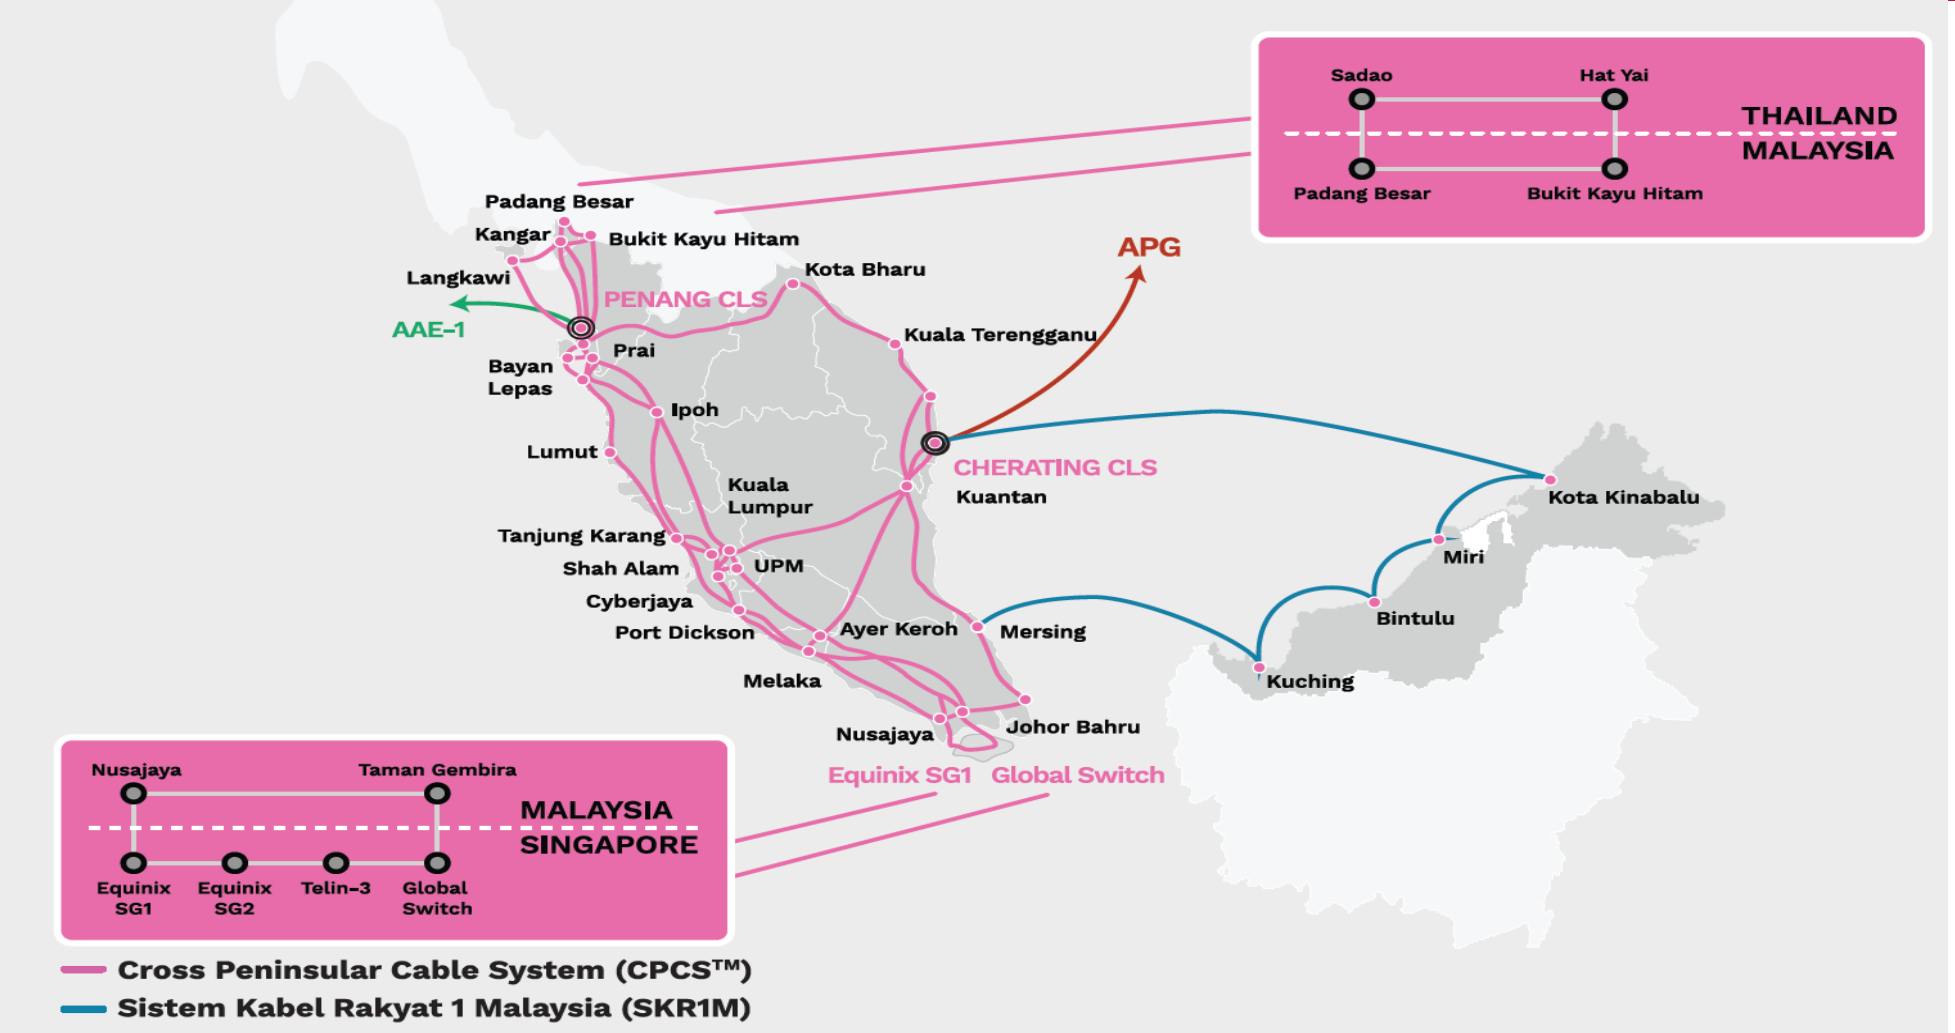 Sadao
Hat Yai
THAILAND
MALAYSIA
Padang Besar
Bukit Kayu Hitam
Padang Besar
Kangar
Bukit Kayu Hitam
Langkawi
Kota Bharu
APG
PENANG CLS
AAE-1
Kuala Terengganu
Prai
Bayan
Lepas
Ipoh
Lumut
CHERATING CLS
Kuala
Lumpur
Kuantan
Kota Kinabalu
Tanjung Karang
Miri
Shah Alam
UPM
Cyberjaya
Bintulu
Port Dickson
Ayer Keroh
Mersing
Melaka
Kuching
Nusajaya
Johor Bahru
Equinix SG1
Global Switch
Nusajaya
Taman Gembira
MALAYSIA
SINGAPORE
Equinix
SG1
Equinix
SG2
Telin-3
Global
Switch
Cross Peninsular Cable System (CPCS™)
Sistem Kabel Rakyat 1 Malaysia (SKR1M)